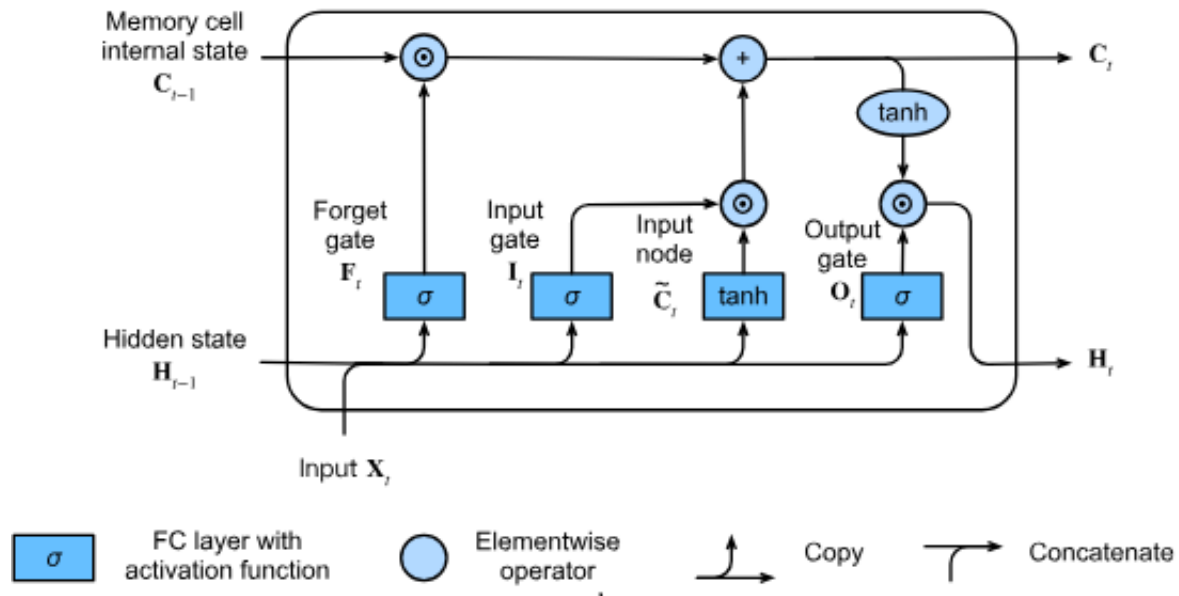 Memory cell
internal state
C_{t−1}
⊙
+
C_t
tanh
Forget
gate
F_t
Input
gate
I_t
Input
node
C̃_t
⊙
Output
gate
O_t
⊙
σ
σ
tanh
σ
Hidden state
H_{t−1}
H_t
Input X_t
σ
FC layer with
activation function
Elementwise
operator
Copy
Concatenate